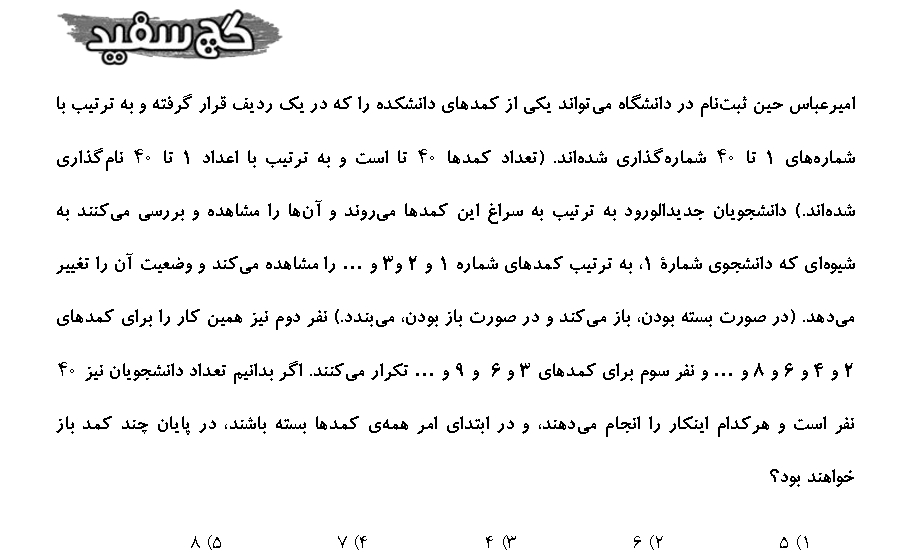 گچ سفید
امیرعباس حین ثبت‌نام در دانشگاه می‌تواند یکی از کمدهای دانشکده را که در یک ردیف قرار گرفته و به ترتیب با
شماره‌های ۱ تا ۴۰ شماره‌گذاری شده‌اند. (تعداد کمدها ۴۰ تا است و به ترتیب با اعداد ۱ تا ۴۰ نام‌گذاری
شده‌اند.) دانشجویان جدیدالورود به ترتیب به سراغ این کمدها می‌روند و آن‌ها را مشاهده و بررسی می‌کنند به
شیوه‌ای که دانشجوی شمارهٔ ۱، به ترتیب کمدهای شماره ۱ و ۲ و۳ و ... را مشاهده می‌کند و وضعیت آن را تغییر
می‌دهد. (در صورت بسته بودن، باز می‌کند و در صورت باز بودن، می‌بندد.) نفر دوم نیز همین کار را برای کمدهای
۲ و ۴ و ۶ و ۸ و ... و نفر سوم برای کمدهای ۳ و ۶ و ۹ و ... تکرار می‌کنند. اگر بدانیم تعداد دانشجویان نیز ۴۰
نفر است و هرکدام اینکار را انجام می‌دهند، و در ابتدای امر همه‌ی کمدها بسته باشند، در پایان چند کمد باز
خواهند بود؟
۱) ۵ ۲) ۶ ۳) ۴ ۴) ۷ ۵) ۸